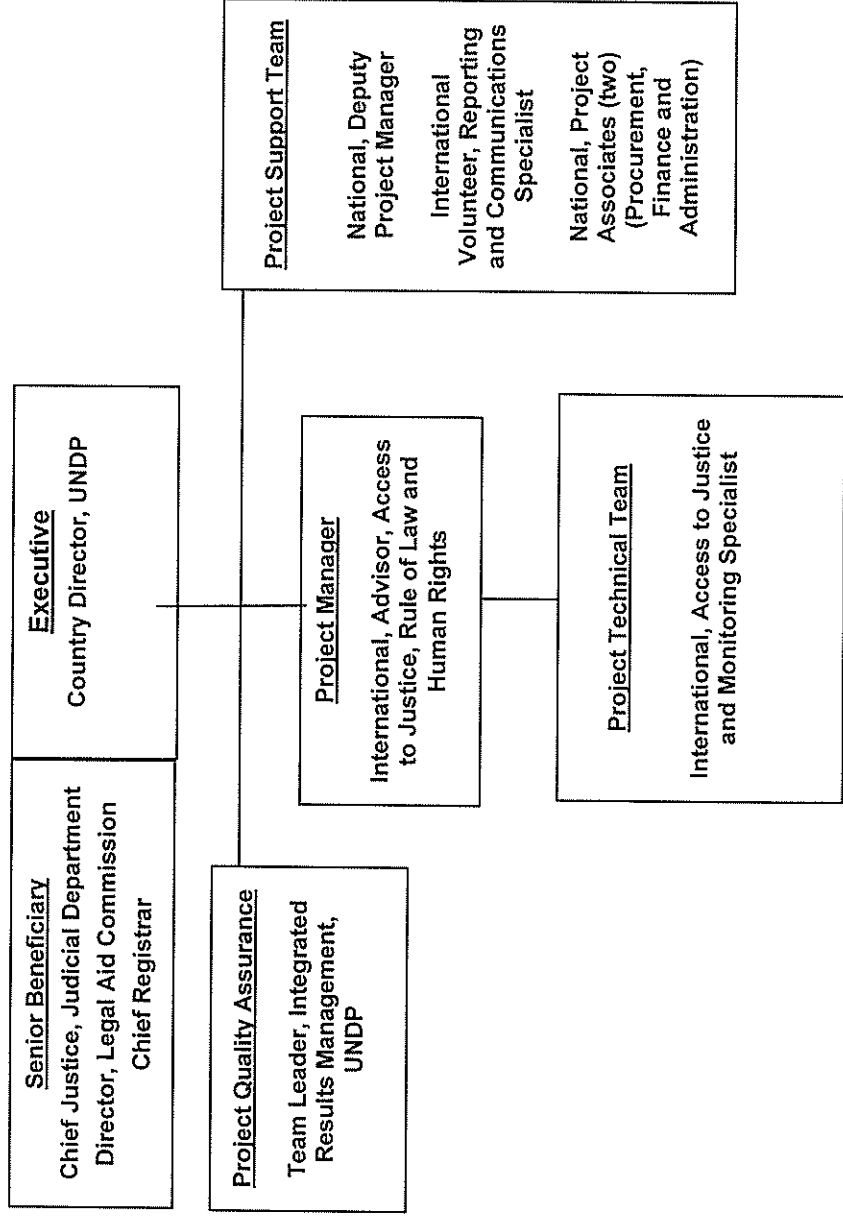 Senior Beneficiary
Chief Justice, Judicial Department
Director, Legal Aid Commission
Chief Registrar
Executive
Country Director, UNDP
Project Quality Assurance
Team Leader, Integrated
Results Management,
UNDP
Project Manager
International, Advisor, Access
to Justice, Rule of Law and
Human Rights
Project Support Team
National, Deputy
Project Manager
International
Volunteer, Reporting
and Communications
Specialist
National, Project
Associates (two)
(Procurement,
Finance and
Administration)
Project Technical Team
International, Access to Justice
and Monitoring Specialist